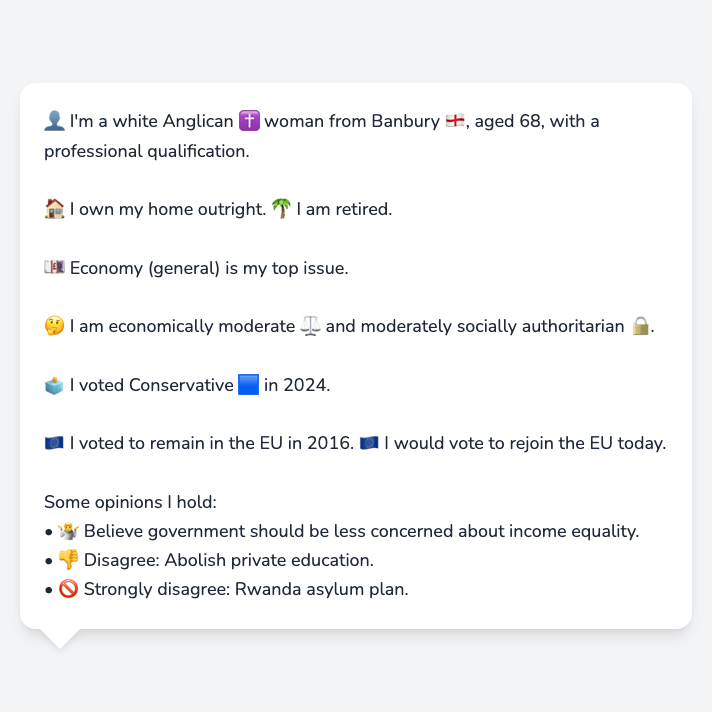 👤 I'm a white Anglican ✝️ woman from Banbury 🏴󠁧󠁢󠁥󠁮󠁧󠁿, aged 68, with a
professional qualification.
🏠 I own my home outright. 🌴 I am retired.
💷 Economy (general) is my top issue.
🤔 I am economically moderate ⚖️ and moderately socially authoritarian 🔒.
🗳️ I voted Conservative 🟦 in 2024.
🇪🇺 I voted to remain in the EU in 2016. 🇪🇺 I would vote to rejoin the EU today.
Some opinions I hold:
• 🤷 Believe government should be less concerned about income equality.
• 👎 Disagree: Abolish private education.
• 🚫 Strongly disagree: Rwanda asylum plan.